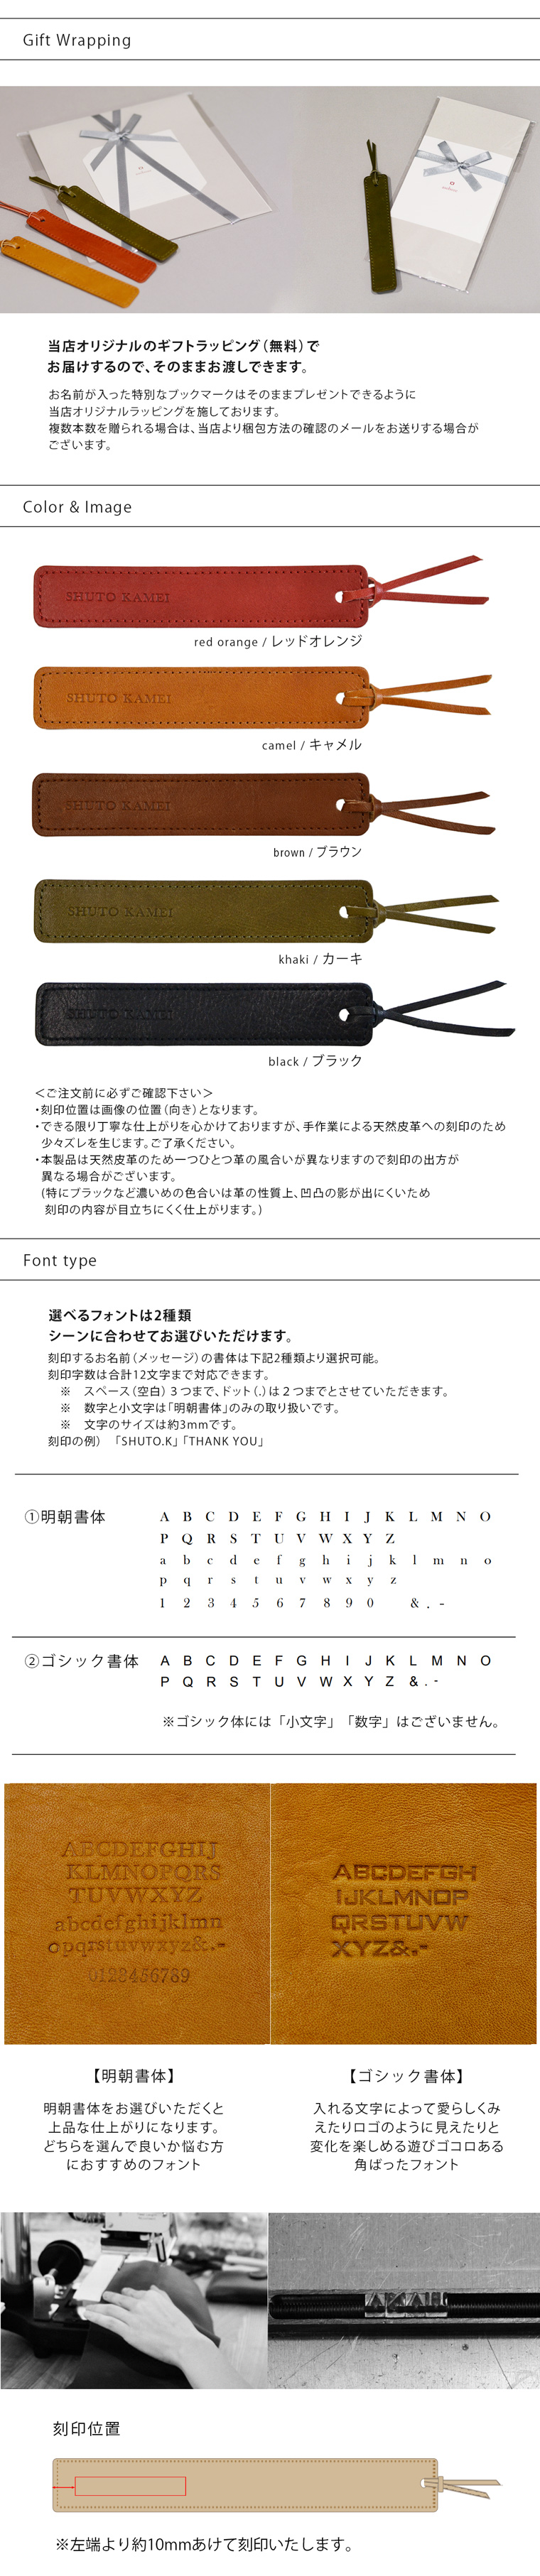 Gift Wrapping
当店オリジナルのギフトラッピング（無料）で
お届けするので、そのままお渡しできます。
お名前が入った特別なブックマークはそのままプレゼントできるように
当店オリジナルラッピングを施しております。
複数本数を贈られる場合は、当店より梱包方法の確認のメールをお送りする場合が
ございます。
Color & Image
SHUTO KAMEI
red orange / レッドオレンジ
SHUTO KAMEI
camel / キャメル
SHUTO KAMEI
brown / ブラウン
SHUTO KAMEI
khaki / カーキ
SHUTO KAMEI
black / ブラック
＜ご注文前に必ずご確認下さい＞
・刻印位置は画像の位置（向き）となります。
・できる限り丁寧な仕上がりを心かけておりますが、手作業による天然皮革への刻印のため
少々ズレを生じます。ご了承ください。
・本製品は天然皮革のため一つひとつ革の風合いが異なりますので刻印の出方が
異なる場合がございます。
(特にブラックなど濃いめの色合いは革の性質上、凹凸の影が出にくいため
刻印の内容が目立ちにくく仕上がります。)
Font type
選べるフォントは2種類
シーンに合わせてお選びいただけます。
刻印するお名前（メッセージ）の書体は下記2種類より選択可能。
刻印字数は合計12文字まで対応できます。
※　スペース（空白）３つまで、ドット（.）は２つまでとさせていただきます。
※　数字と小文字は「明朝書体」のみの取り扱いです。
※　文字のサイズは約3mmです。
刻印の例）　「SHUTO.K」「THANK YOU」
①明朝書体
A B C D E F G H I J K L M N O
P Q R S T U V W X Y Z
a b c d e f g h i j k l m n o
p q r s t u v w x y z
1 2 3 4 5 6 7 8 9 0 & . -
②ゴシック書体
A B C D E F G H I J K L M N O
P Q R S T U V W X Y Z & . -
※ゴシック体には「小文字」「数字」はございません。
ABCDEFGHIJ
KLMNOPQRS
TUVWXYZ
abcdefghijklmn
opqrstuvwxyz&.-
0123456789
ABCDEFGH
IJKLMNOP
QRSTUVW
XYZ&.-
【明朝書体】
明朝書体をお選びいただくと
上品な仕上がりになります。
どちらを選んで良いか悩む方
におすすめのフォント
【ゴシック書体】
入れる文字によって愛らしくみ
えたりロゴのように見えたりと
変化を楽しめる遊びゴコロある
角ばったフォント
刻印位置
※左端より約10mmあけて刻印いたします。